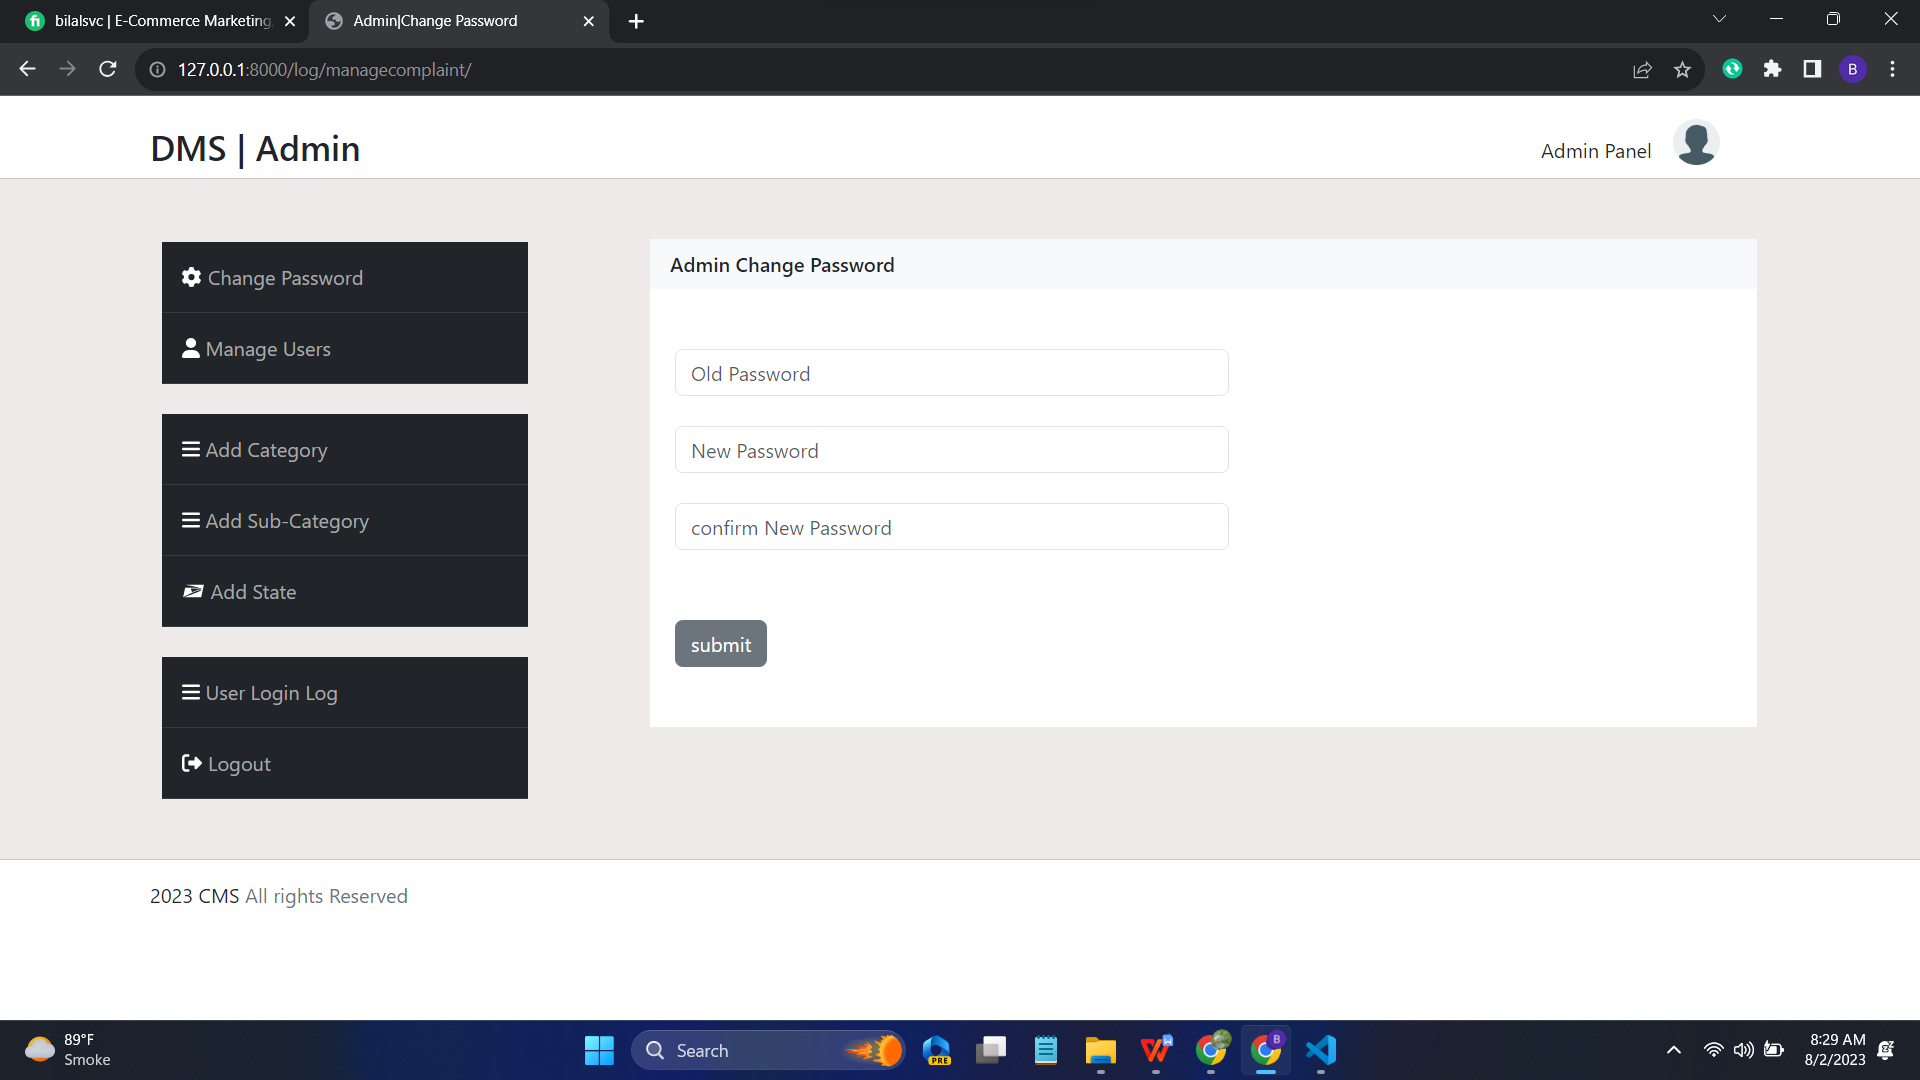 bilalsvc | E-Commerce Marketing
Admin|Change Password
127.0.0.1:8000/log/managecomplaint/
B
DMS | Admin
Admin Panel
Change Password
Manage Users
Add Category
Add Sub-Category
Add State
User Login Log
Logout
Admin Change Password
Old Password
New Password
confirm New Password
submit
2023 CMS All rights Reserved
89°F
Smoke
Search
PRE
B
8:29 AM
8/2/2023